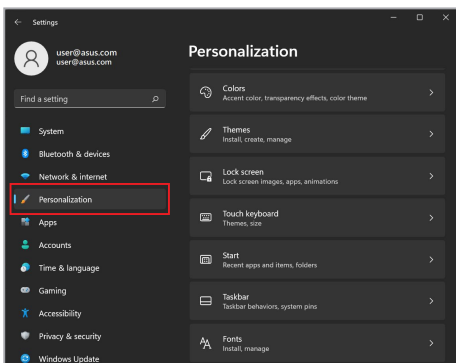 Settings
user@asus.com
user@asus.com
Find a setting
System
Bluetooth & devices
Network & internet
Personalization
Apps
Accounts
Time & language
Gaming
Accessibility
Privacy & security
Windows Update
Personalization
Colors
Accent color, transparency effects, color theme
Themes
Install, create, manage
Lock screen
Lock screen images, apps, animations
Touch keyboard
Themes, size
Start
Recent apps and items, folders
Taskbar
Taskbar behaviors, system pins
Fonts
Install, manage